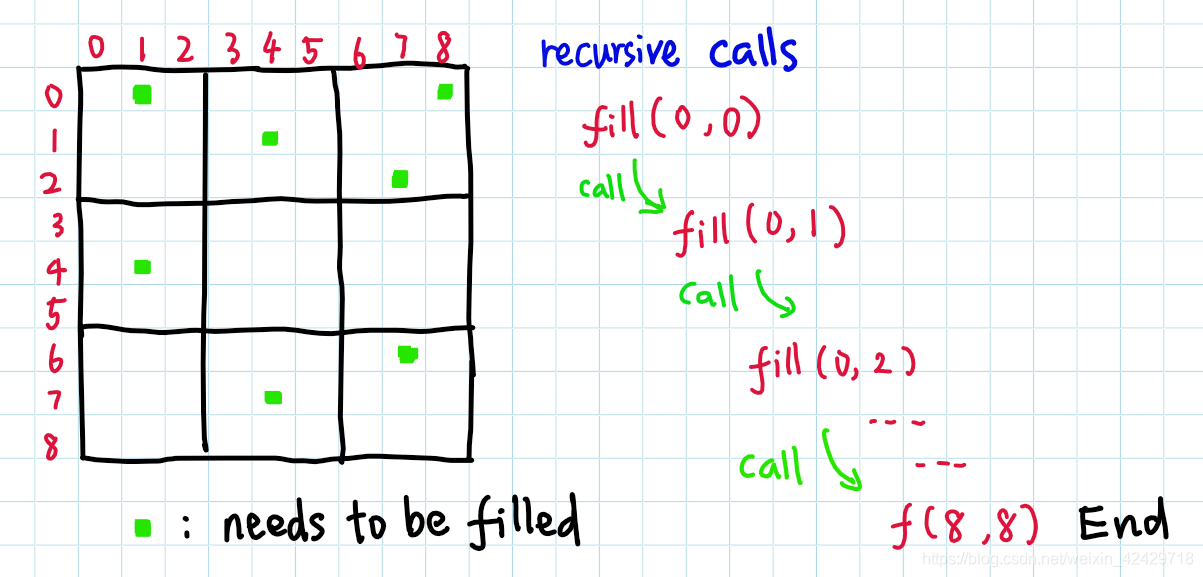 0 1 2 3 4 5 6 7 8
recursive calls
0
1
2
3
4
5
6
7
8
fill(0,0)
call
fill(0,1)
call
fill(0,2)
---
call
---
f(8,8) End
: needs to be filled
https://blog.csdn.net/weixin_42429718